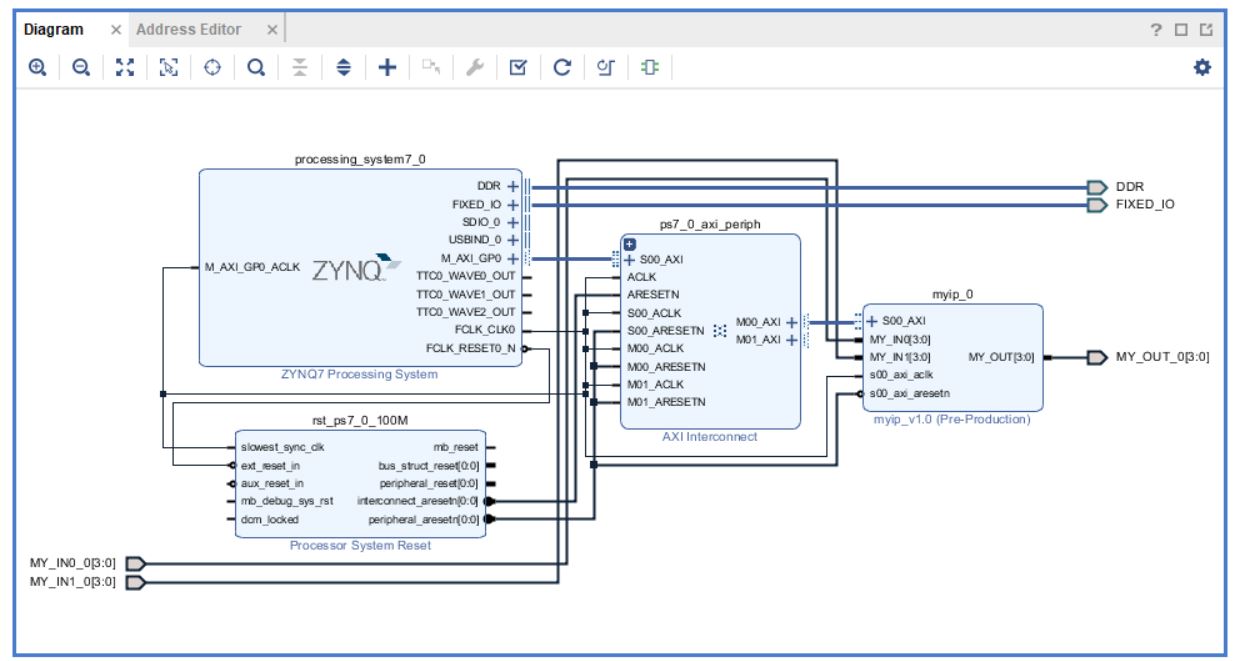 Diagram × Address Editor × ?
processing_system7_0
DDR
FIXED_IO
SDIO_0
USBIND_0
M_AXI_GP0
M_AXI_GP0_ACLK
ZYNQ
TTC0_WAVE0_OUT
TTC0_WAVE1_OUT
TTC0_WAVE2_OUT
FCLK_CLK0
FCLK_RESET0_N
ZYNQ7 Processing System
DDR
FIXED_IO
ps7_0_axi_periph
S00_AXI
ACLK
ARESETN
S00_ACLK
S00_ARESETN
M00_ACLK
M00_ARESETN
M01_ACLK
M01_ARESETN
M00_AXI
M01_AXI
AXI Interconnect
myip_0
S00_AXI
MY_IN0[3:0]
MY_IN1[3:0]
s00_axi_aclk
s00_axi_aresetn
MY_OUT[3:0]
myip_v1.0 (Pre-Production)
MY_OUT_0[3:0]
rst_ps7_0_100M
slowest_sync_clk
ext_reset_in
aux_reset_in
mb_debug_sys_rst
dcm_locked
mb_reset
bus_struct_reset[0:0]
peripheral_reset[0:0]
interconnect_aresetn[0:0]
peripheral_aresetn[0:0]
Processor System Reset
MY_IN0_0[3:0]
MY_IN1_0[3:0]